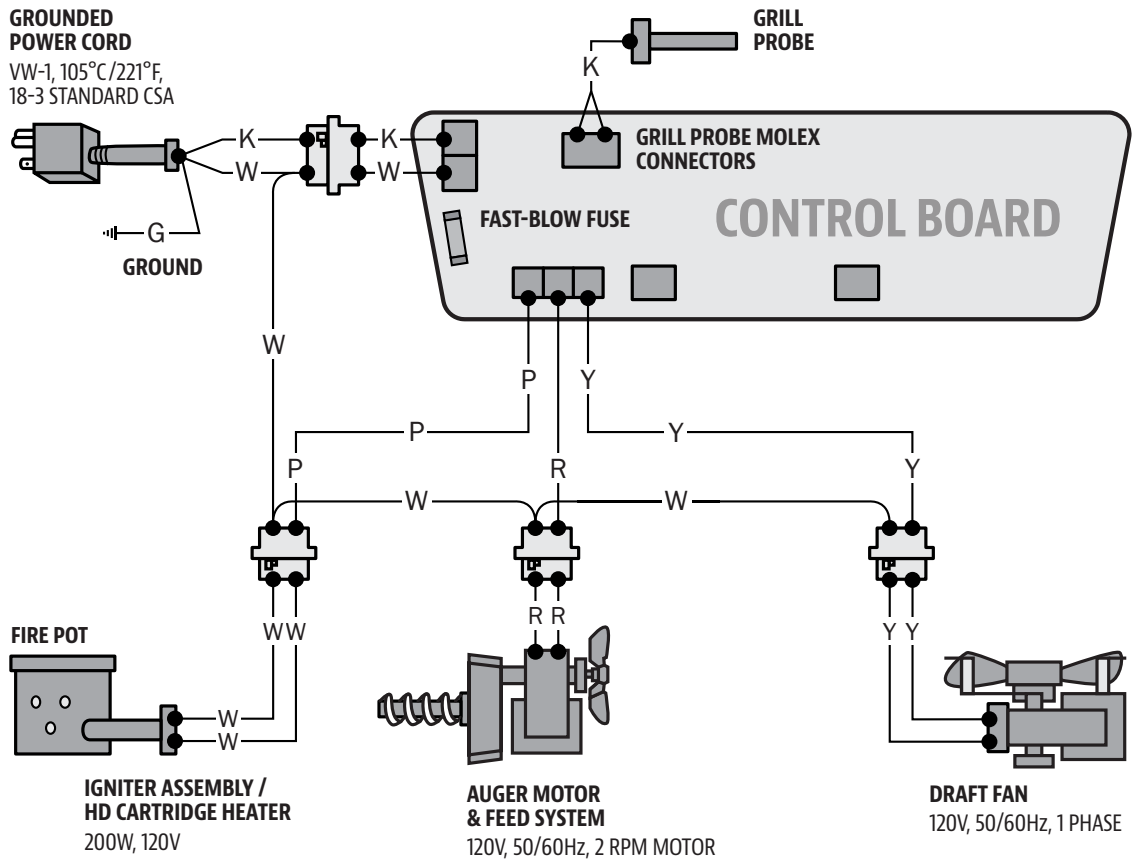 GROUNDED
POWER CORD
VW-1, 105°C/221°F,
18-3 STANDARD CSA
GRILL
PROBE
K
K
K
W
W
GRILL PROBE MOLEX
CONNECTORS
FAST-BLOW FUSE
CONTROL BOARD
G
GROUND
W
P
Y
P
Y
P
R
Y
W
W
W W
R R
Y Y
FIRE POT
W
W
IGNITER ASSEMBLY /
HD CARTRIDGE HEATER
200W, 120V
AUGER MOTOR
& FEED SYSTEM
120V, 50/60Hz, 2 RPM MOTOR
DRAFT FAN
120V, 50/60Hz, 1 PHASE